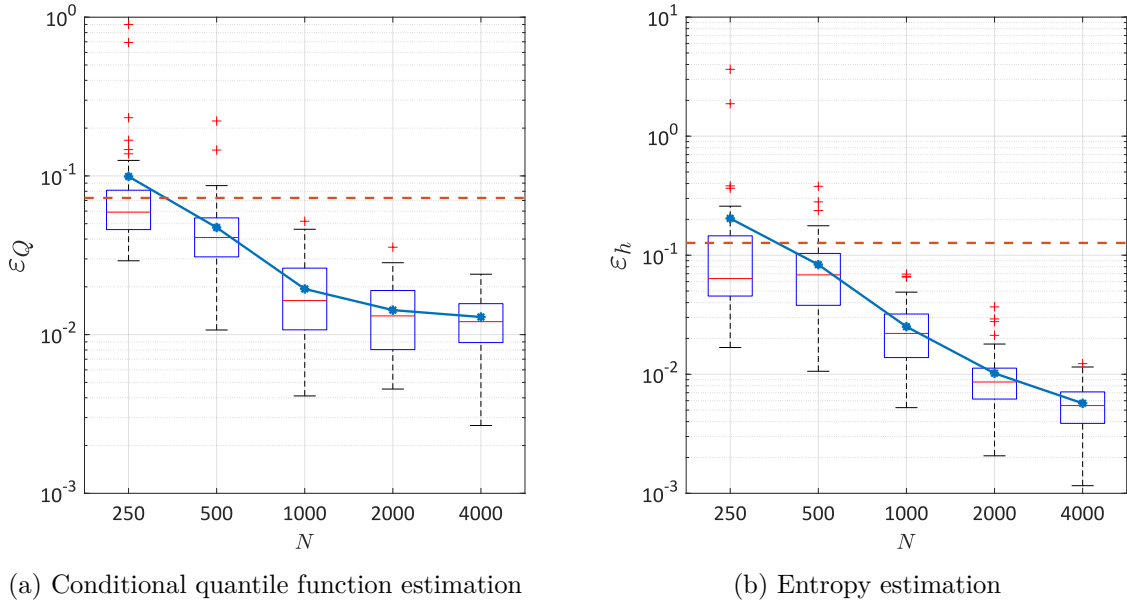 10^0
10^-1
10^-2
10^-3
ε_Q
250 500 1000 2000 4000
N
(a) Conditional quantile function estimation
10^1
10^0
10^-1
10^-2
10^-3
ε_h
250 500 1000 2000 4000
N
(b) Entropy estimation